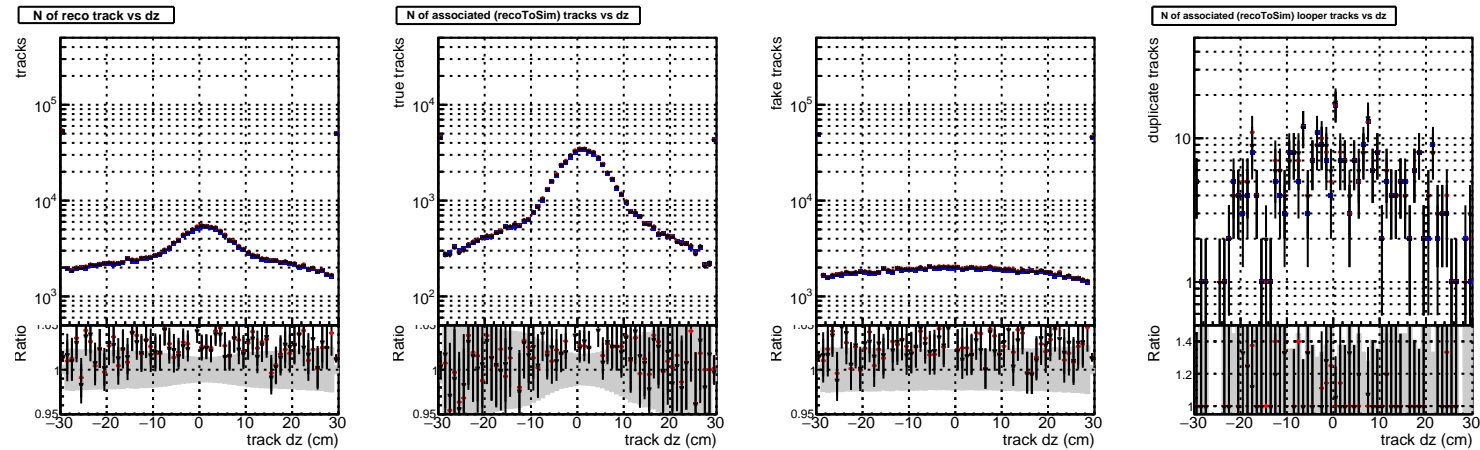 N of reco track vs dz
tracks
10^5
10^4
10^3
Ratio
1
0.95
−30 −20 −10 0 10 20 30
track dz (cm)
N of associated (recoToSim) tracks vs dz
true tracks
10^4
10^3
10^2
Ratio
1
0.95
−30 −20 −10 0 10 20 30
track dz (cm)
fake tracks
10^5
10^4
10^3
Ratio
1
0.95
−30 −20 −10 0 10 20 30
track dz (cm)
N of associated (recoToSim) looper tracks vs dz
duplicate tracks
10
1
Ratio
1.4
1.2
1
−30 −20 −10 0 10 20 30
track dz (cm)